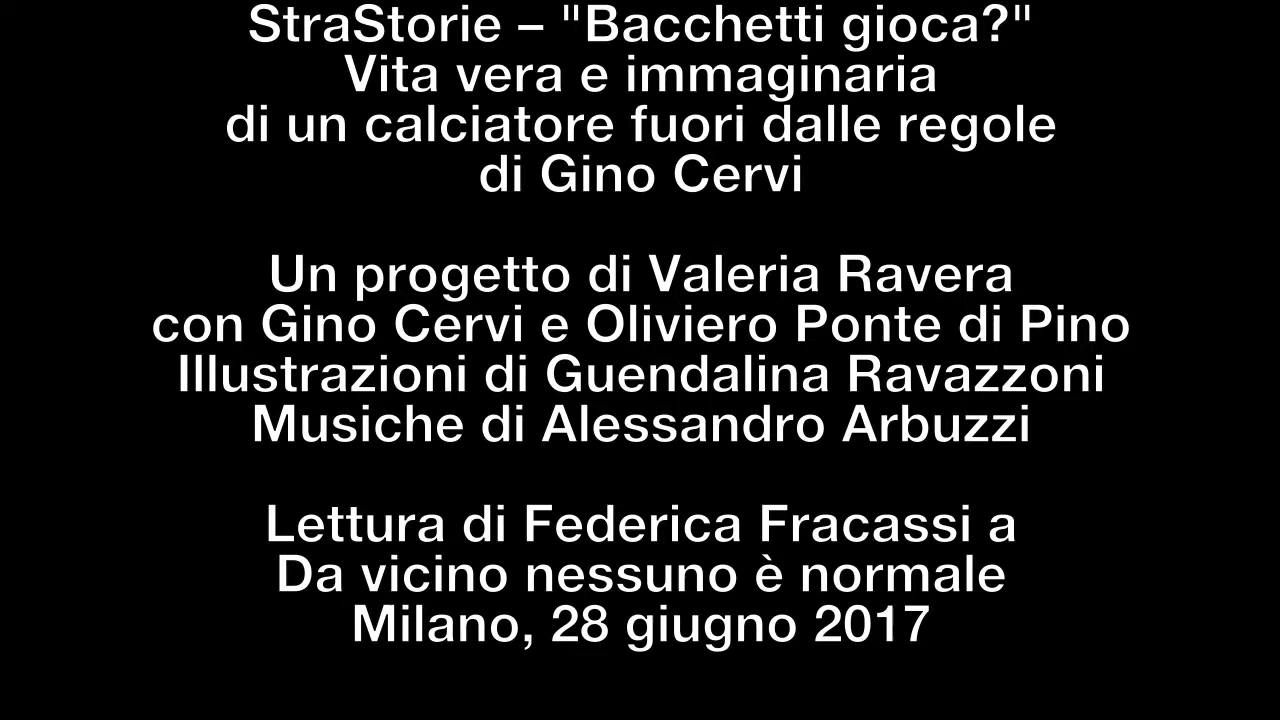 StraStorie – "Bacchetti gioca?"
Vita vera e immaginaria
di un calciatore fuori dalle regole
di Gino Cervi
Un progetto di Valeria Ravera
con Gino Cervi e Oliviero Ponte di Pino
Illustrazioni di Guendalina Ravazzoni
Musiche di Alessandro Arbuzzi
Lettura di Federica Fracassi a
Da vicino nessuno è normale
Milano, 28 giugno 2017